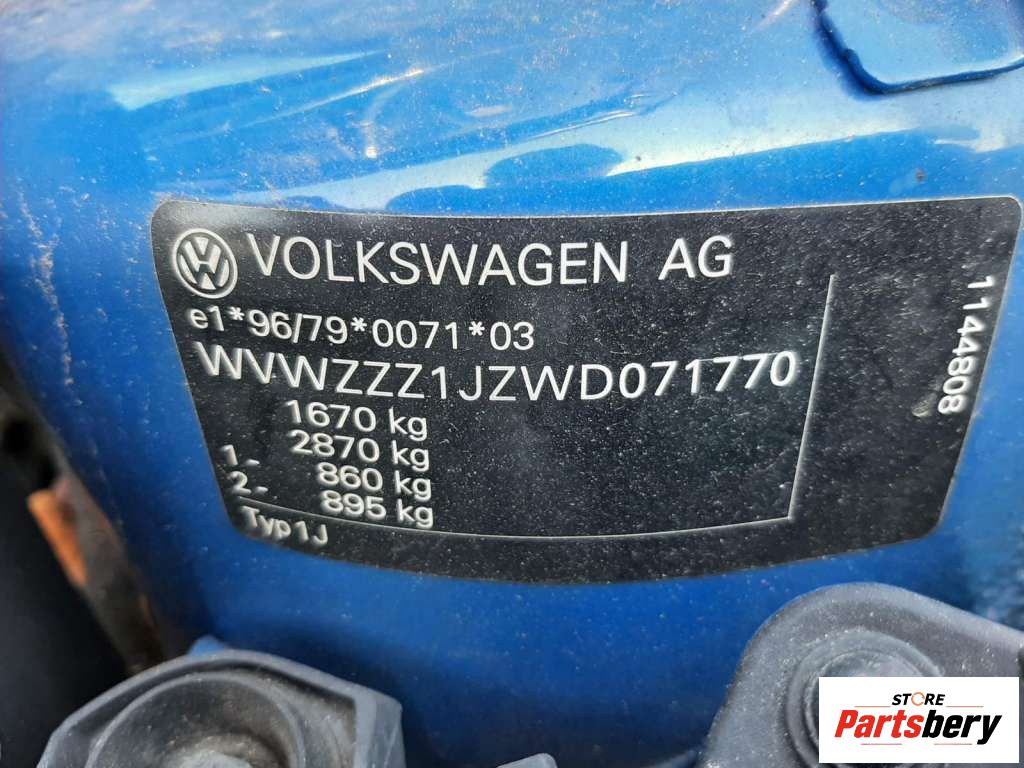 VOLKSWAGEN AG
e1*96/79*0071*03
WVWZZZ1JZWD071770
1670 kg
2870 kg
1- 860 kg
2- 895 kg
Typ1J
1144808
STORE
Partsbery